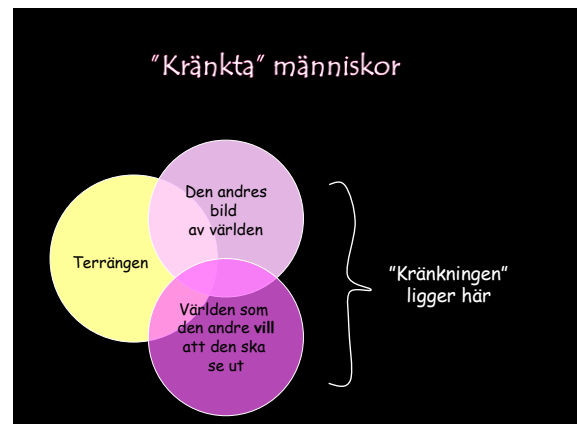 ”Kränkta” människor
Den andres
bild
av världen
Terrängen
”Kränkningen”
ligger här
Världen som
den andre vill
att den ska
se ut